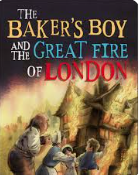 THE
BAKER'S BOY
AND THE GREAT FIRE
OF LONDON